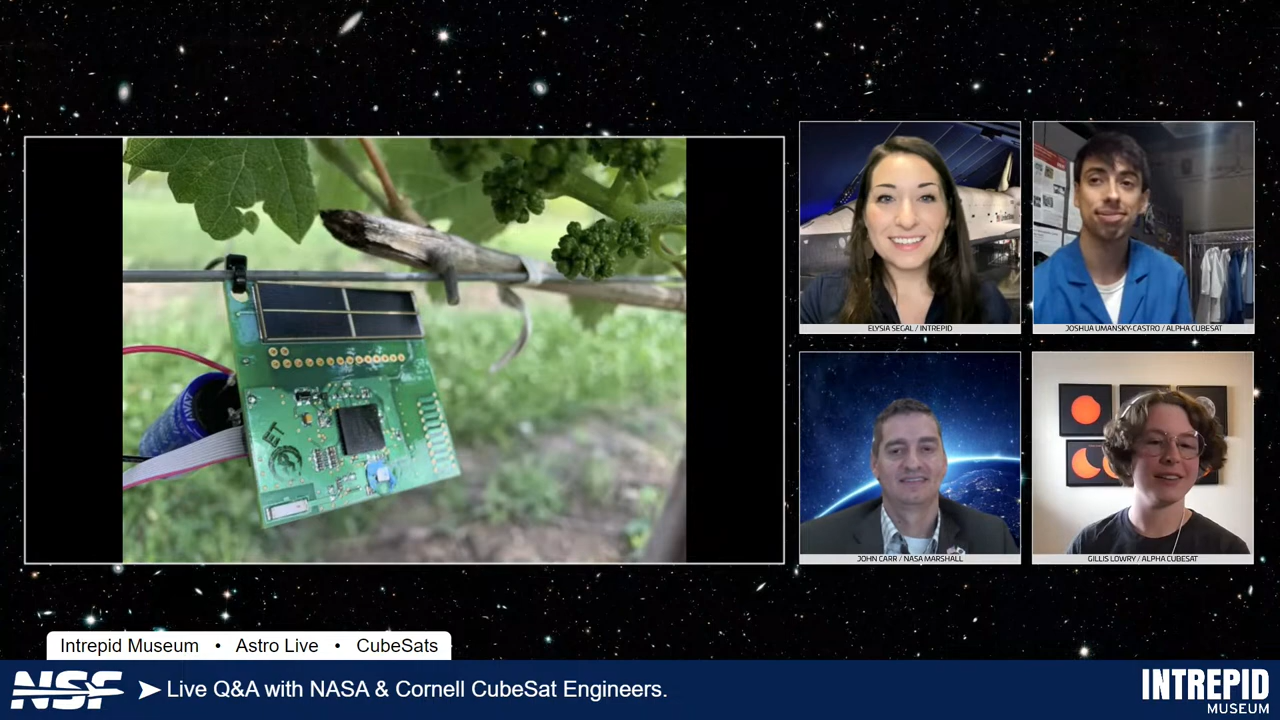 ELYSIA SEGAL / INTREPID
JOSHUA UMANSKY-CASTRO / ALPHA CUBESAT
JOHN CARR / NASA MARSHALL
GILLIS LOWRY / ALPHA CUBESAT
Intrepid Museum • Astro Live • CubeSats
NSF
Live Q&A with NASA & Cornell CubeSat Engineers.
INTREPID
MUSEUM